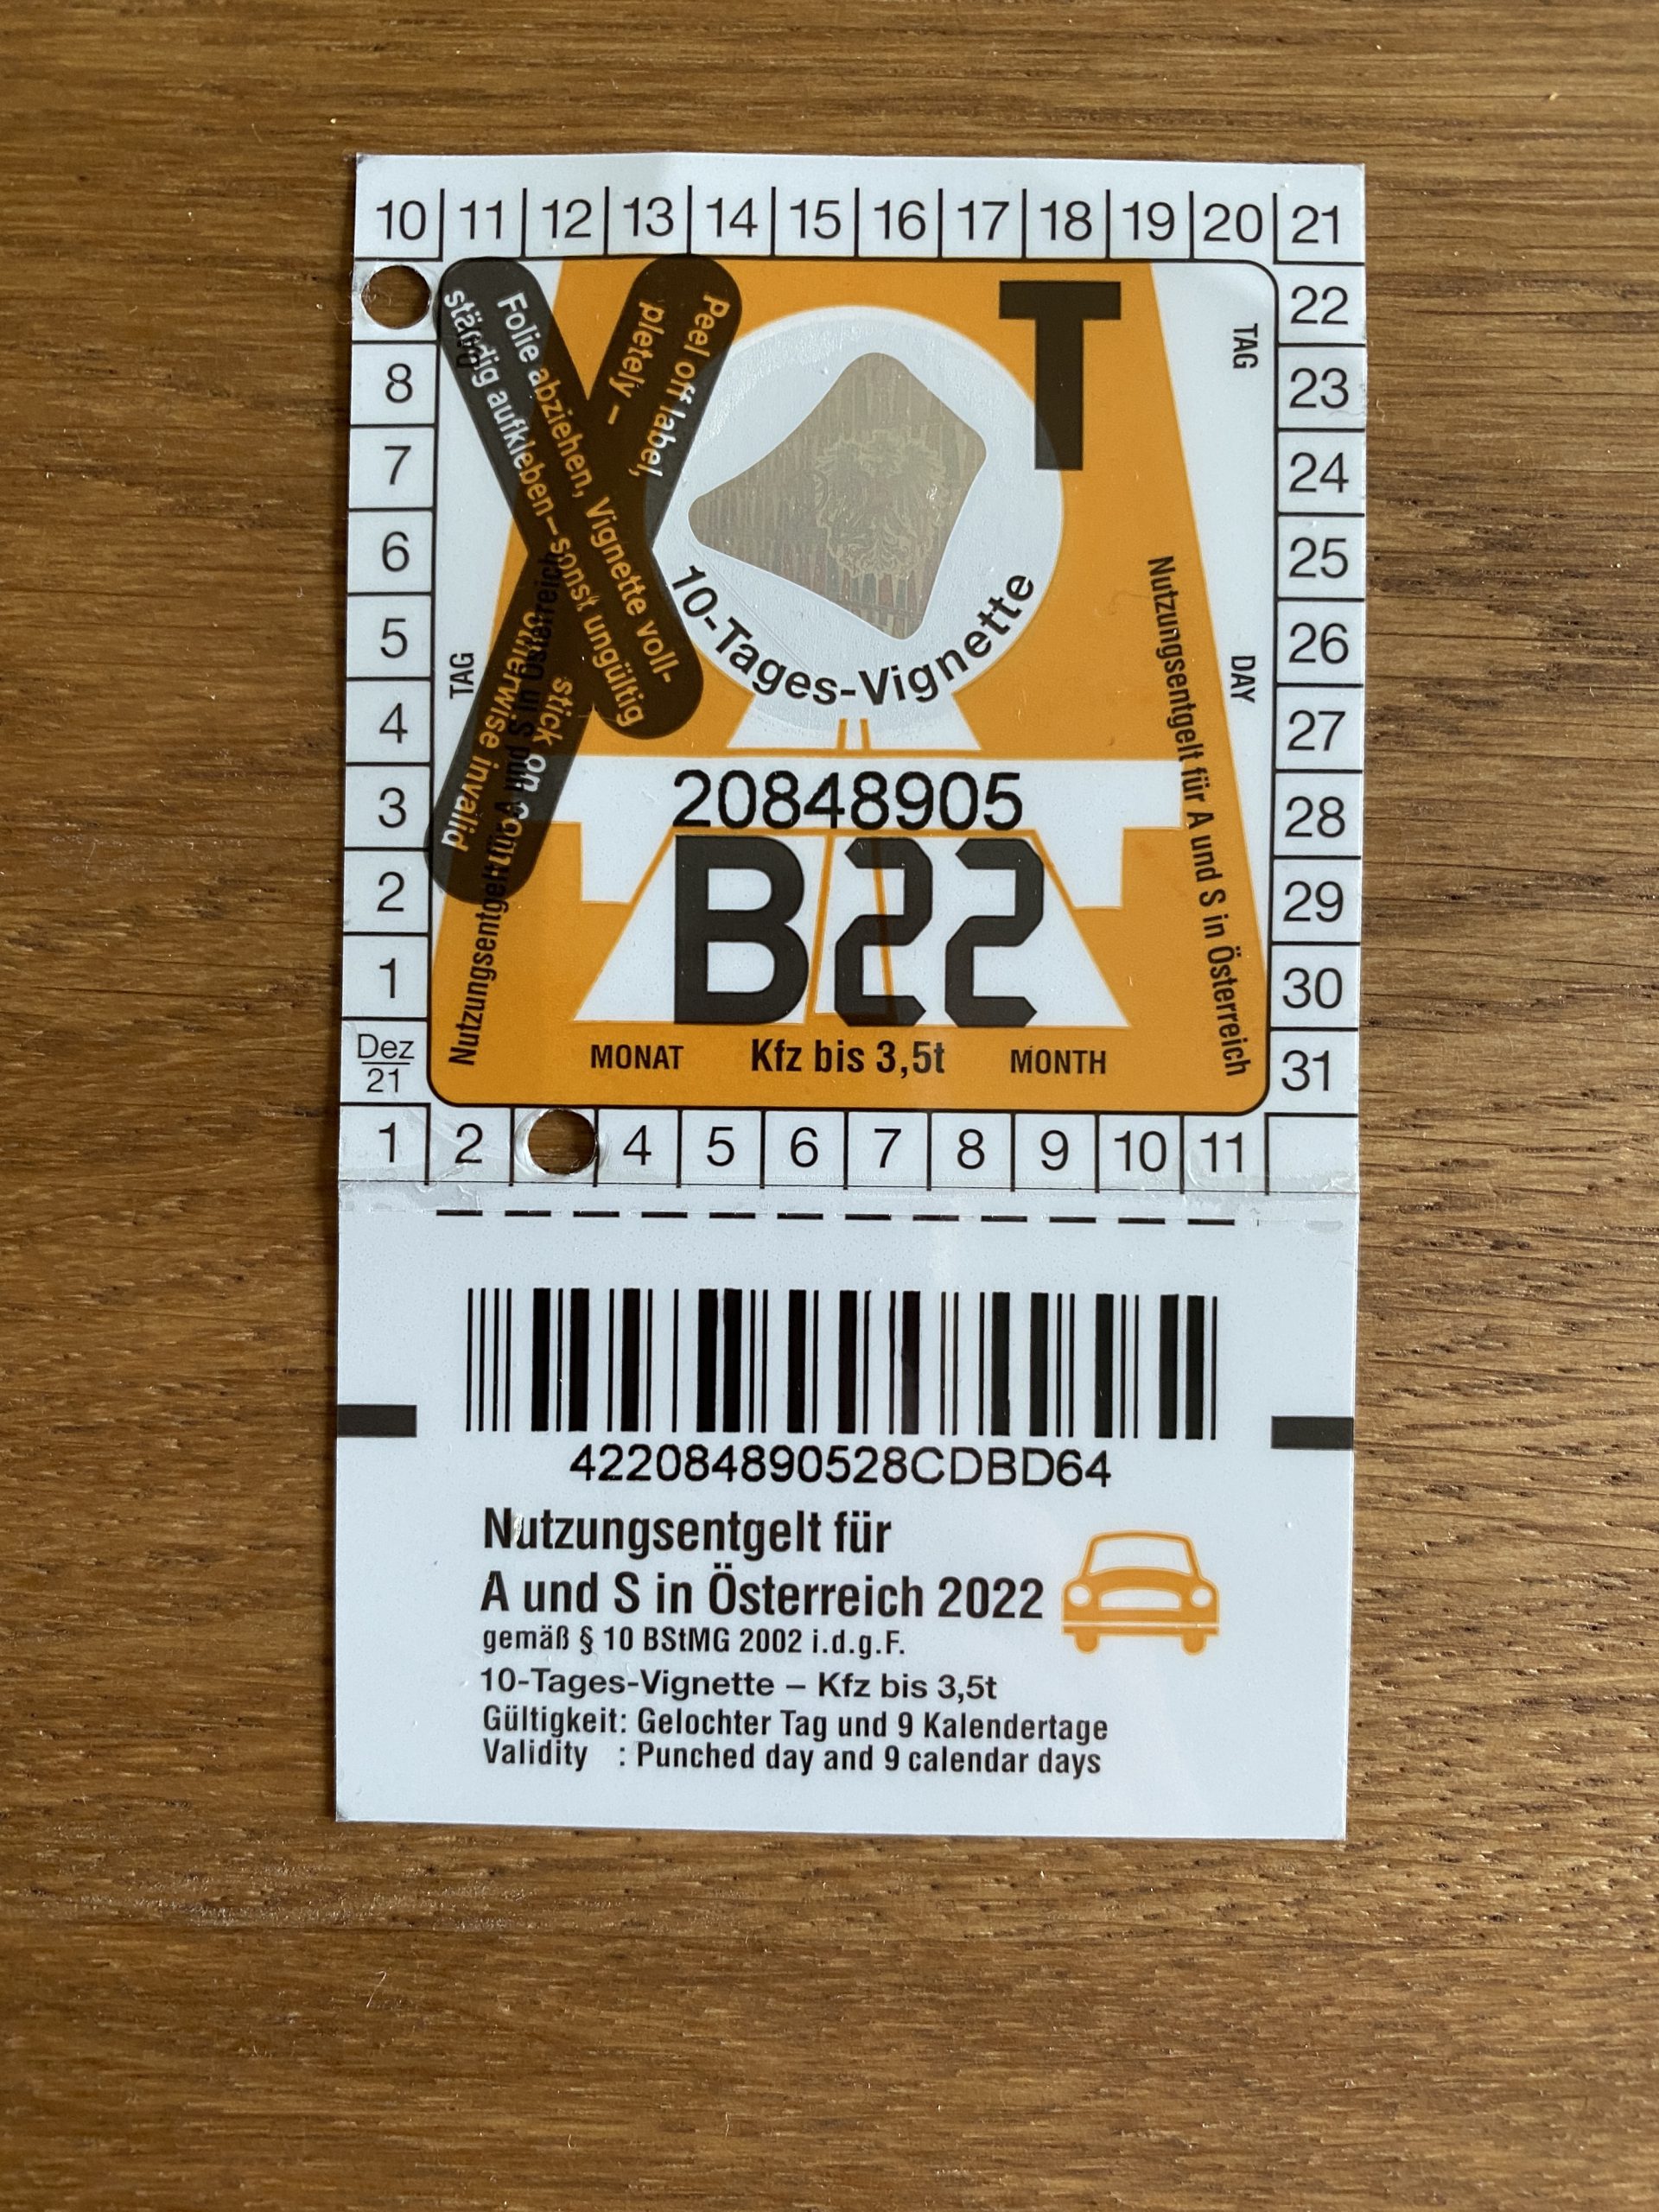 10 11 12 13 14 15 16 17 18 19 20 21
22
23
24
25
26
27
28
29
30
31
8
7
6
5
4
3
2
1
Dez
21
1 2 4 5 6 7 8 9 10 11
Folie abziehen, Vignette voll-
ständig aufkleben – sonst ungültig
Peel off label,
pletely –
stick on com
otherwise invalid
T
TAG
DAY
TAG
10-Tages-Vignette
Nutzungsentgelt für A und S in Österreich
Nutzungsentgelt für A und S in Österreich
20848905
B22
MONAT Kfz bis 3,5t MONTH
422084890528CDBD64
Nutzungsentgelt für
A und S in Österreich 2022
gemäß § 10 BStMG 2002 i.d.g.F.
10-Tages-Vignette – Kfz bis 3,5t
Gültigkeit: Gelochter Tag und 9 Kalendertage
Validity : Punched day and 9 calendar days